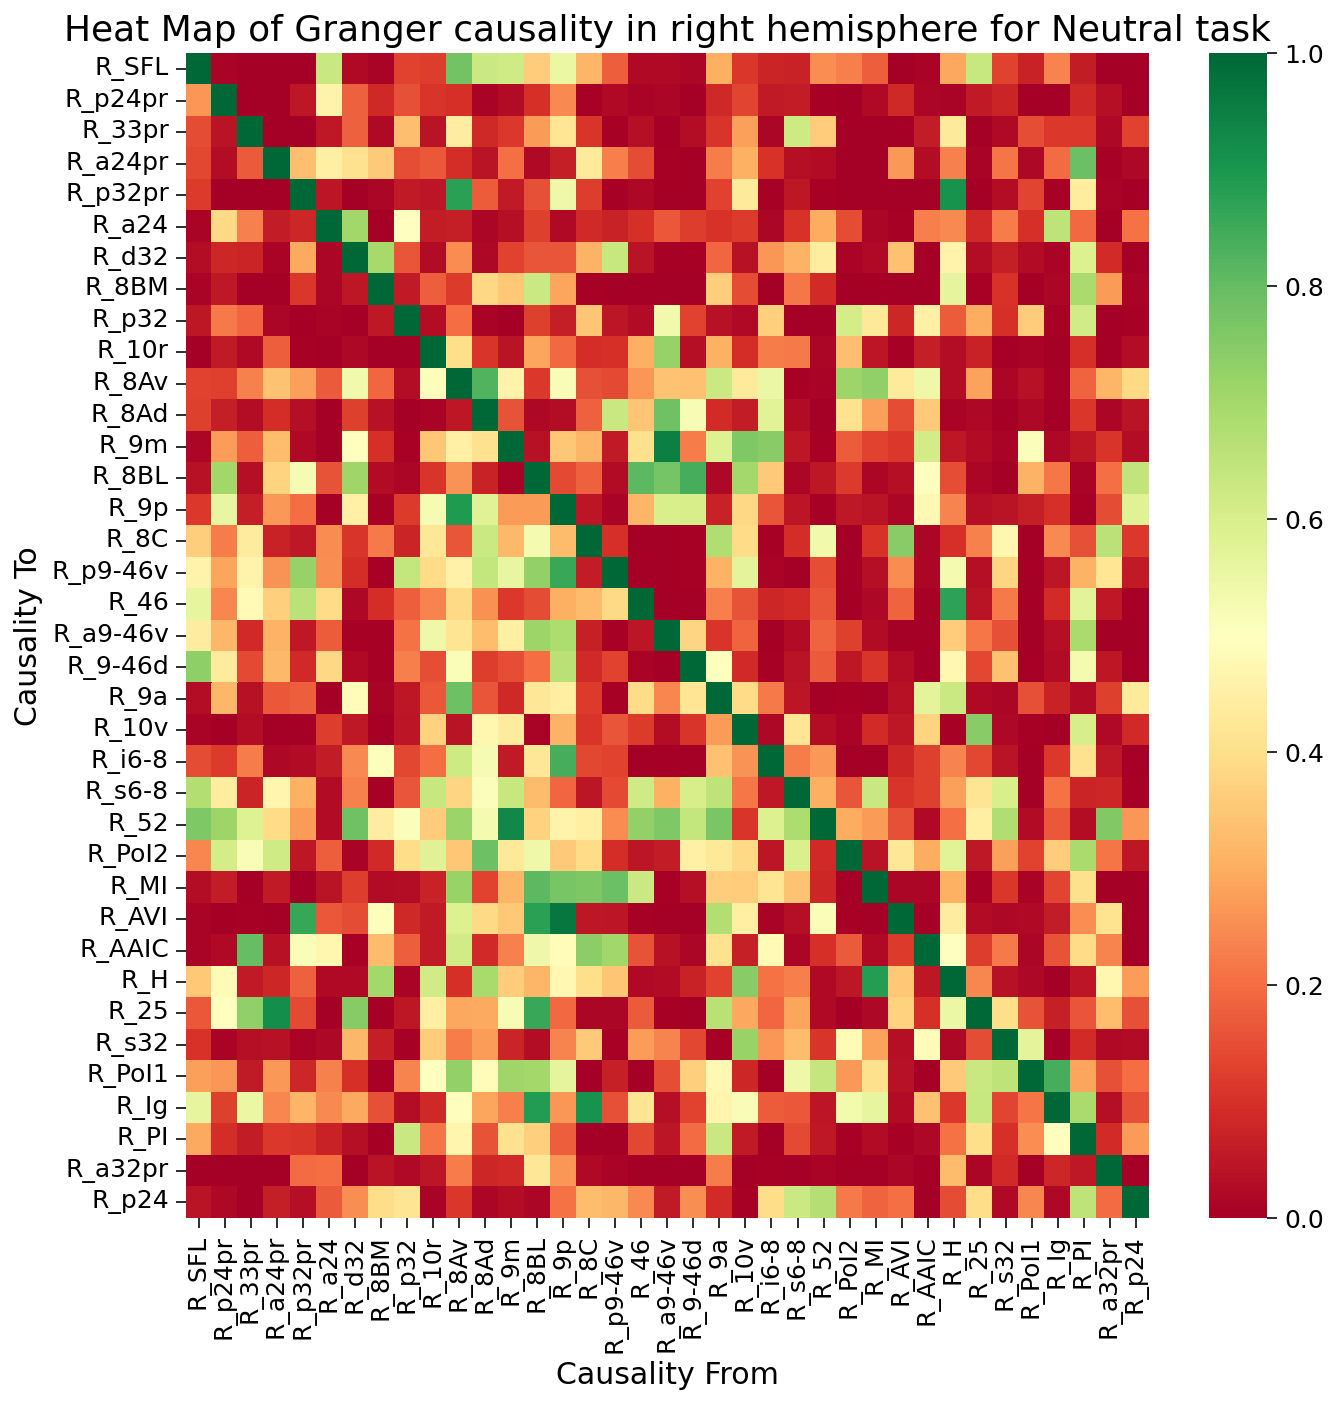 Heat Map of Granger causality in right hemisphere for Neutral task
Causality To
R_SFL
R_p24pr
R_33pr
R_a24pr
R_p32pr
R_a24
R_d32
R_8BM
R_p32
R_10r
R_8Av
R_8Ad
R_9m
R_8BL
R_9p
R_8C
R_p9-46v
R_46
R_a9-46v
R_9-46d
R_9a
R_10v
R_i6-8
R_s6-8
R_52
R_PoI2
R_MI
R_AVI
R_AAIC
R_H
R_25
R_s32
R_PoI1
R_Ig
R_PI
R_a32pr
R_p24
R_SFL
R_p24pr
R_33pr
R_a24pr
R_p32pr
R_a24
R_d32
R_8BM
R_p32
R_10r
R_8Av
R_8Ad
R_9m
R_8BL
R_9p
R_8C
R_p9-46v
R_46
R_a9-46v
R_9-46d
R_9a
R_10v
R_i6-8
R_s6-8
R_52
R_PoI2
R_MI
R_AVI
R_AAIC
R_H
R_25
R_s32
R_PoI1
R_Ig
R_PI
R_a32pr
R_p24
Causality From
1.0
0.8
0.6
0.4
0.2
0.0